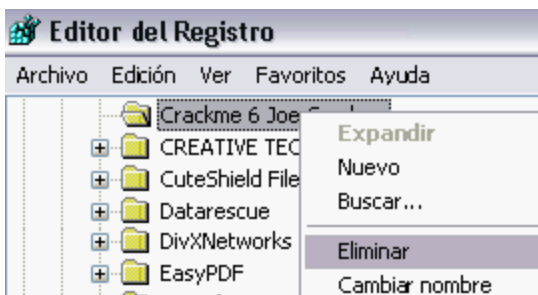 Editor del Registro
Archivo Edición Ver Favoritos Ayuda
Crackme 6 Joe
CREATIVE TEC
CuteShield File
Datarescue
DivXNetworks
EasyPDF
Expandir
Nuevo
Buscar...
Eliminar
Cambiar nombre